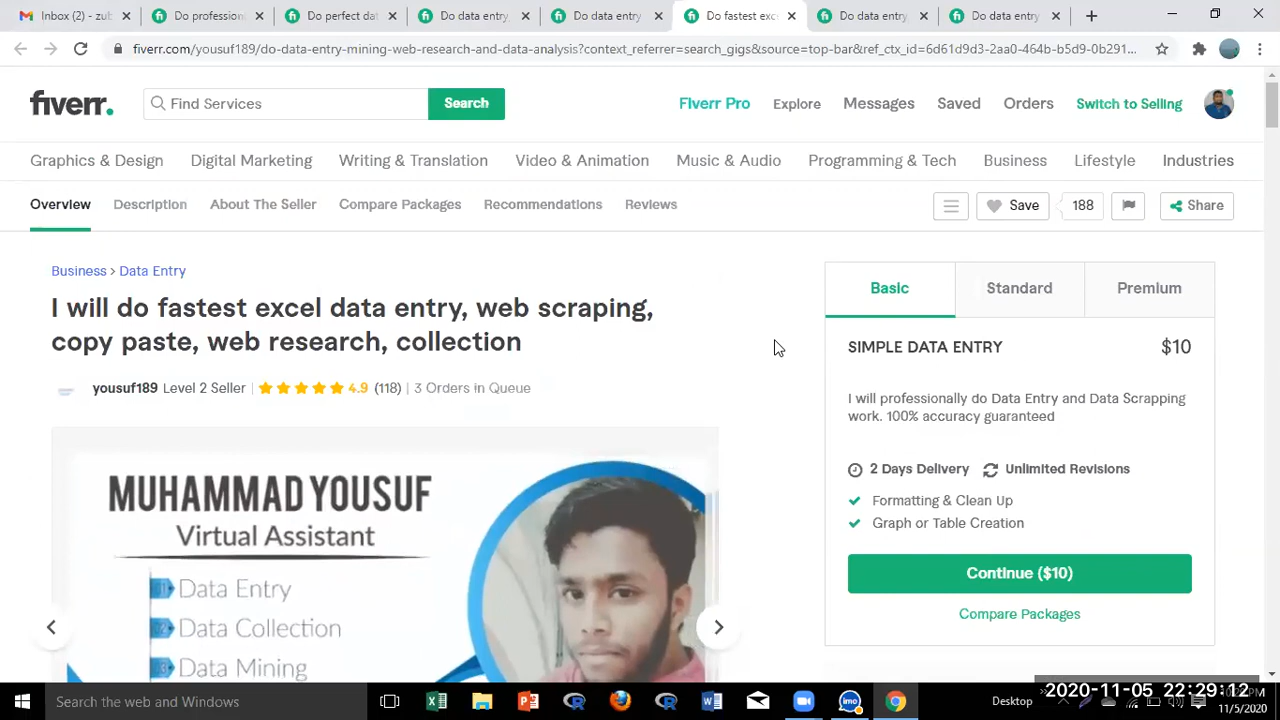 Inbox (2) - zub
Do profession
Do perfect dat
Do data entry,
Do data entry
Do fastest exc
Do data entry
Do data entry,
fiverr.com/yousuf189/do-data-entry-mining-web-research-and-data-analysis?context_referrer=search_gigs&source=top-bar&ref_ctx_id=6d61d9d3-2aa0-464b-b5d9-0b291...
fiverr.
Find Services
Search
Fiverr Pro
Explore
Messages
Saved
Orders
Switch to Selling
Graphics & Design
Digital Marketing
Writing & Translation
Video & Animation
Music & Audio
Programming & Tech
Business
Lifestyle
Industries
Overview
Description
About The Seller
Compare Packages
Recommendations
Reviews
Save
188
Share
Business > Data Entry
I will do fastest excel data entry, web scraping,
copy paste, web research, collection
yousuf189 Level 2 Seller | 4.9 (118) | 3 Orders in Queue
MUHAMMAD YOUSUF
Virtual Assistant
1 Data Entry
2 Data Collection
3 Data Mining
Basic
Standard
Premium
SIMPLE DATA ENTRY
$10
I will professionally do Data Entry and Data Scrapping
work. 100% accuracy guaranteed
2 Days Delivery
Unlimited Revisions
Formatting & Clean Up
Graph or Table Creation
Continue ($10)
Compare Packages
Search the web and Windows
Desktop
2020-11-05 22:29:12
11/5/2020